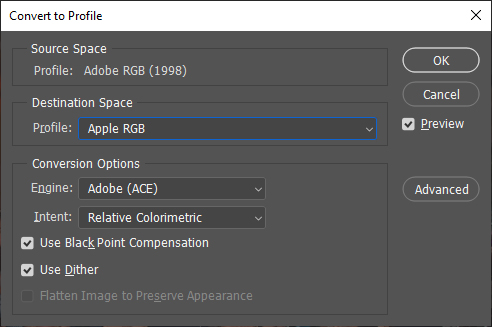 Convert to Profile
Source Space
Profile: Adobe RGB (1998)
OK
Destination Space
Cancel
Profile: Apple RGB
Preview
Conversion Options
Engine: Adobe (ACE)
Advanced
Intent: Relative Colorimetric
Use Black Point Compensation
Use Dither
Flatten Image to Preserve Appearance